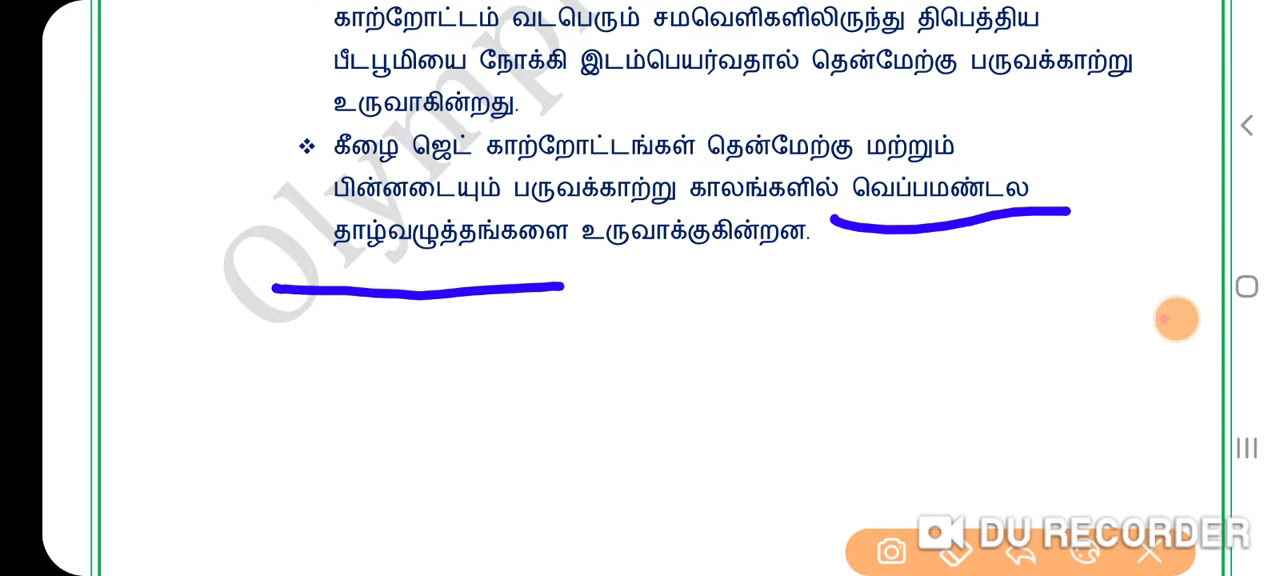 காற்றோட்டம் வடபெரும் சமவெளிகளிலிருந்து திபெத்திய
பீடபூமியை நோக்கி இடம்பெயர்வதால் தென்மேற்கு பருவக்காற்று
உருவாகின்றது.
❖ கீழை ஜெட் காற்றோட்டங்கள் தென்மேற்கு மற்றும்
பின்னடையும் பருவக்காற்று காலங்களில் வெப்பமண்டல
தாழ்வழுத்தங்களை உருவாக்குகின்றன.
Olymp
DU RECORDER